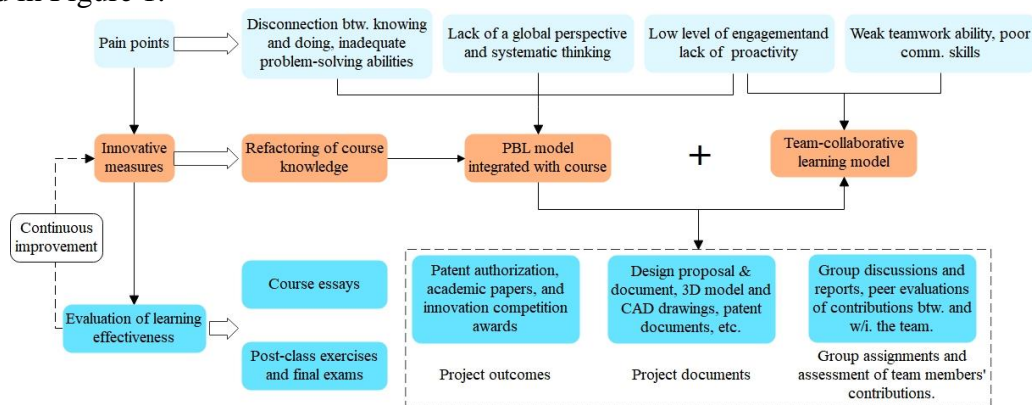 d in Figure 1.
Pain points
Disconnection btw. knowing
and doing, inadequate
problem-solving abilities
Lack of a global perspective
and systematic thinking
Low level of engagementand
lack of proactivity
Weak teamwork ability, poor
comm. skills
Innovative
measures
Refactoring of course
knowledge
PBL model
integrated with course
+
Team-collaborative
learning model
Continuous
improvement
Evaluation of learning
effectiveness
Course essays
Post-class exercises
and final exams
Patent authorization,
academic papers, and
innovation competition
awards
Project outcomes
Design proposal &
document, 3D model and
CAD drawings, patent
documents, etc.
Project documents
Group discussions and
reports, peer evaluations
of contributions btw. and
w/i. the team.
Group assignments and
assessment of team members'
contributions.